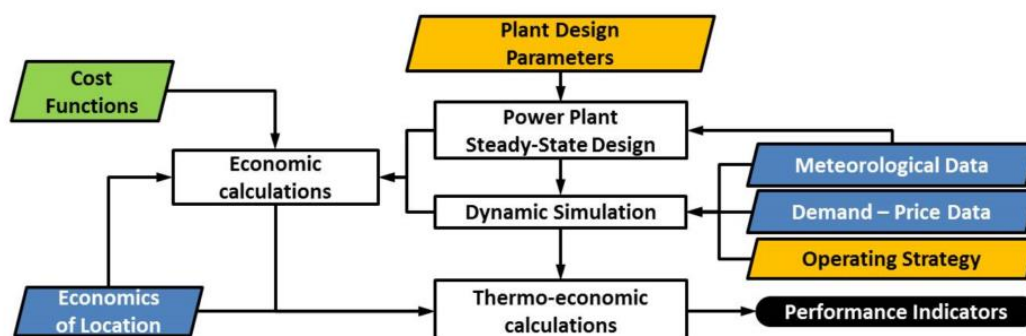 Plant Design
Parameters
Cost
Functions
Power Plant
Steady-State Design
Economic
calculations
Meteorological Data
Dynamic Simulation
Demand – Price Data
Operating Strategy
Economics
of Location
Thermo-economic
calculations
Performance Indicators